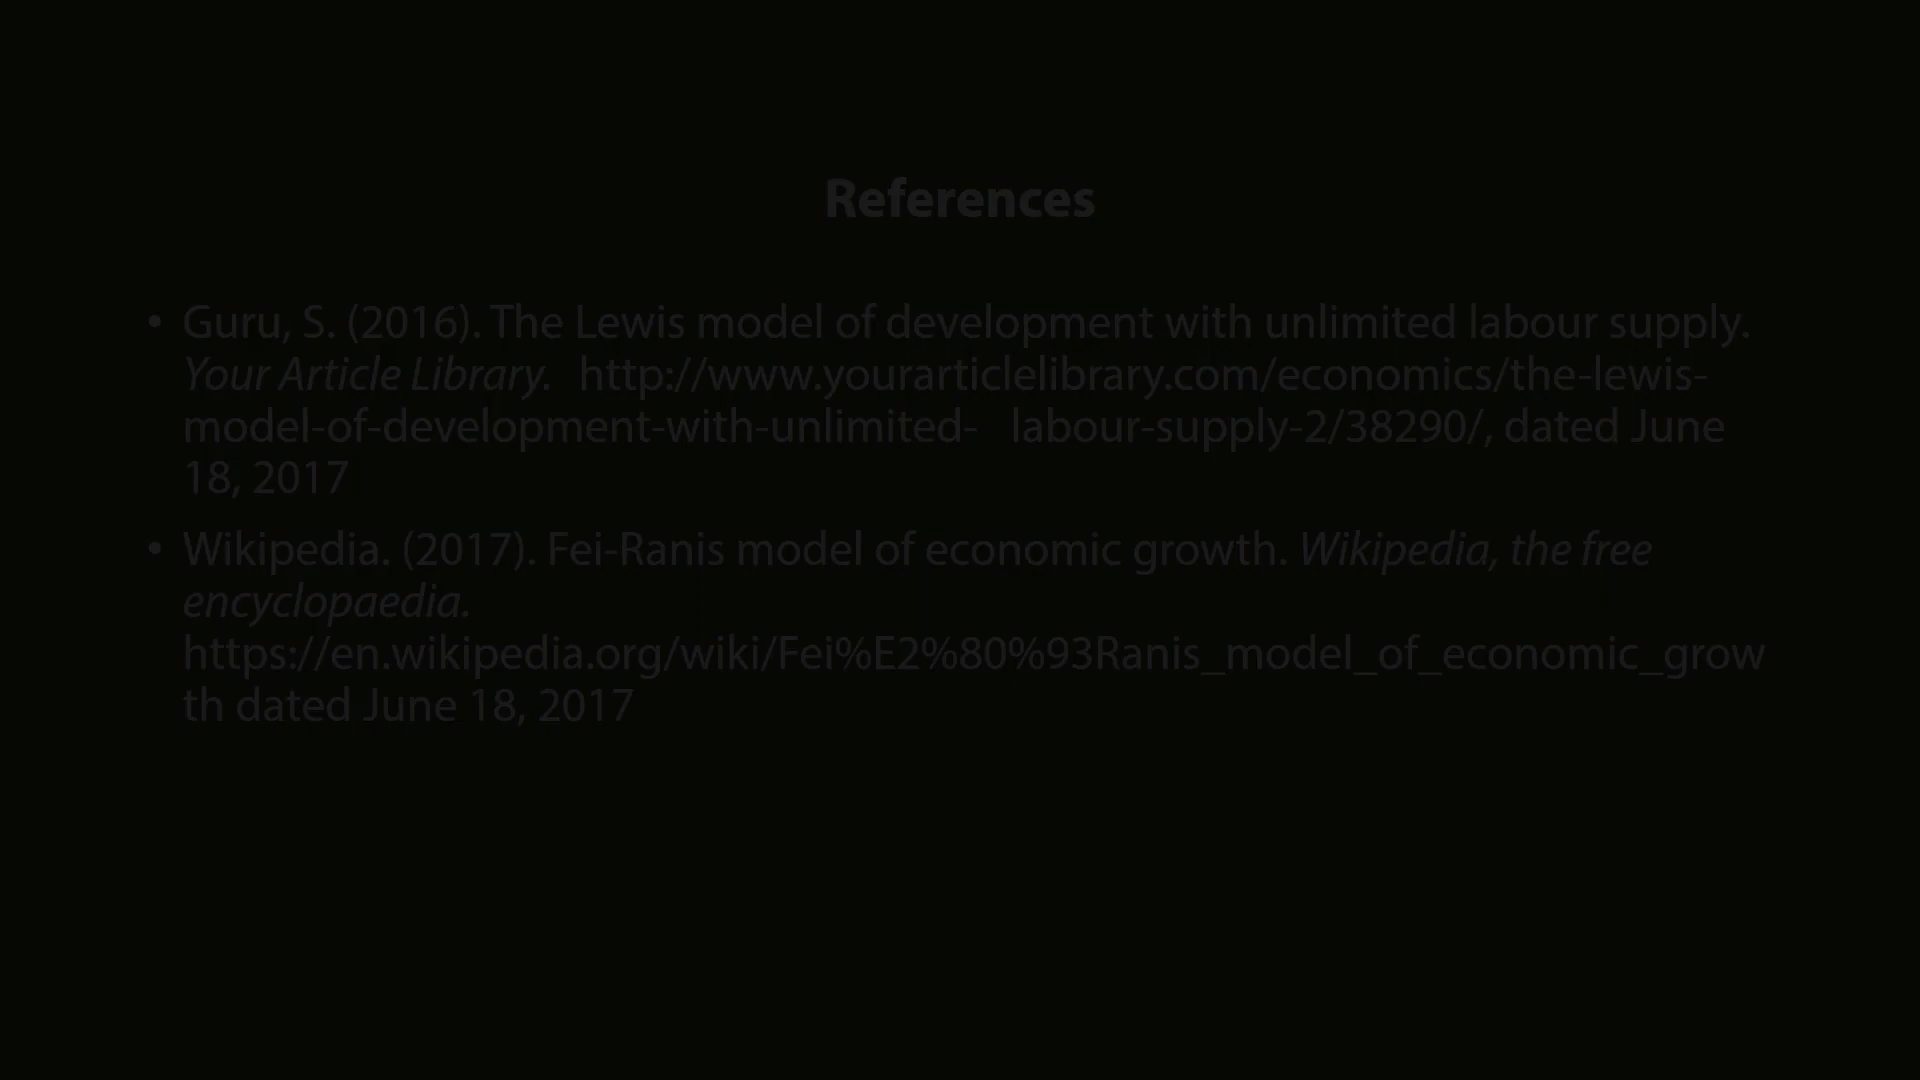 References
• Guru, S. (2016). The Lewis model of development with unlimited labour supply.
Your Article Library. http://www.yourarticlelibrary.com/economics/the-lewis-
model-of-development-with-unlimited- labour-supply-2/38290/, dated June
18, 2017
• Wikipedia. (2017). Fei-Ranis model of economic growth. Wikipedia, the free
encyclopaedia.
https://en.wikipedia.org/wiki/Fei%E2%80%93Ranis_model_of_economic_grow
th dated June 18, 2017